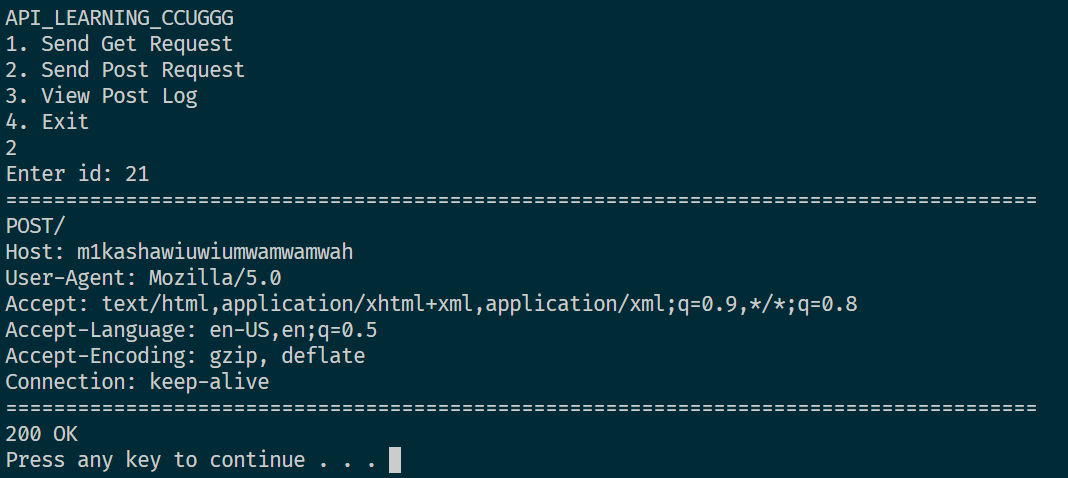 API_LEARNING_CCUGGG
1. Send Get Request
2. Send Post Request
3. View Post Log
4. Exit
2
Enter id: 21
======================================================================================
POST/
Host: m1kashawiuwiumwamwamwah
User-Agent: Mozilla/5.0
Accept: text/html,application/xhtml+xml,application/xml;q=0.9,*/*;q=0.8
Accept-Language: en-US,en;q=0.5
Accept-Encoding: gzip, deflate
Connection: keep-alive
======================================================================================
200 OK
Press any key to continue . . .